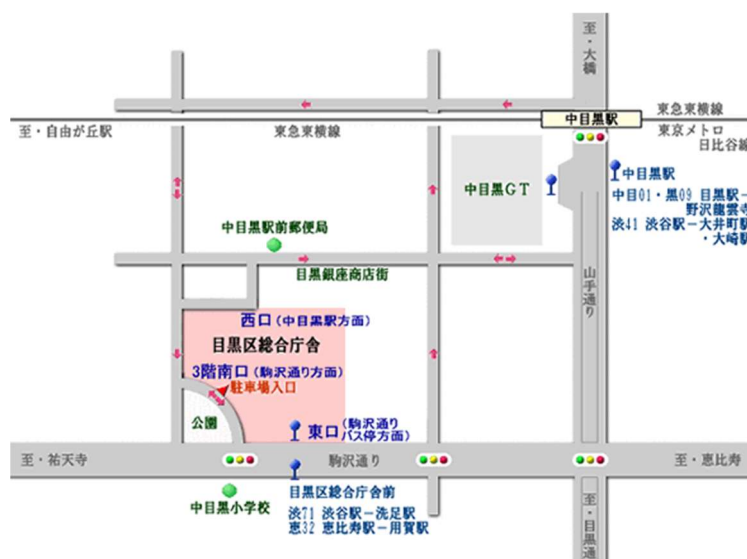 至・大橋
東急東横線
中目黒駅
至・自由が丘駅
東急東横線
東京メトロ
日比谷線
中目黒駅
中目黒GT
中目01・黒09 目黒駅－
野沢龍雲寺
渋41 渋谷駅－大井町駅
・大崎駅
中目黒駅前郵便局
目黒銀座商店街
山手通り
西口(中目黒駅方面)
目黒区総合庁舎
3階南口(駒沢通り方面)
駐車場入口
公園
東口(駒沢通り
バス停方面)
至・祐天寺
駒沢通り
至・恵比寿
目黒区総合庁舎前
中目黒小学校
渋71 渋谷駅－洗足駅
恵32 恵比寿駅－用賀駅
至・目黒通